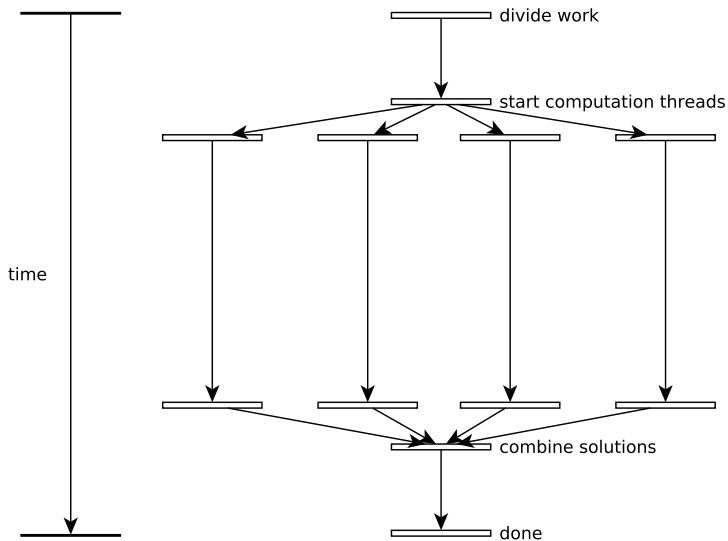 divide work
start computation threads
time
combine solutions
done